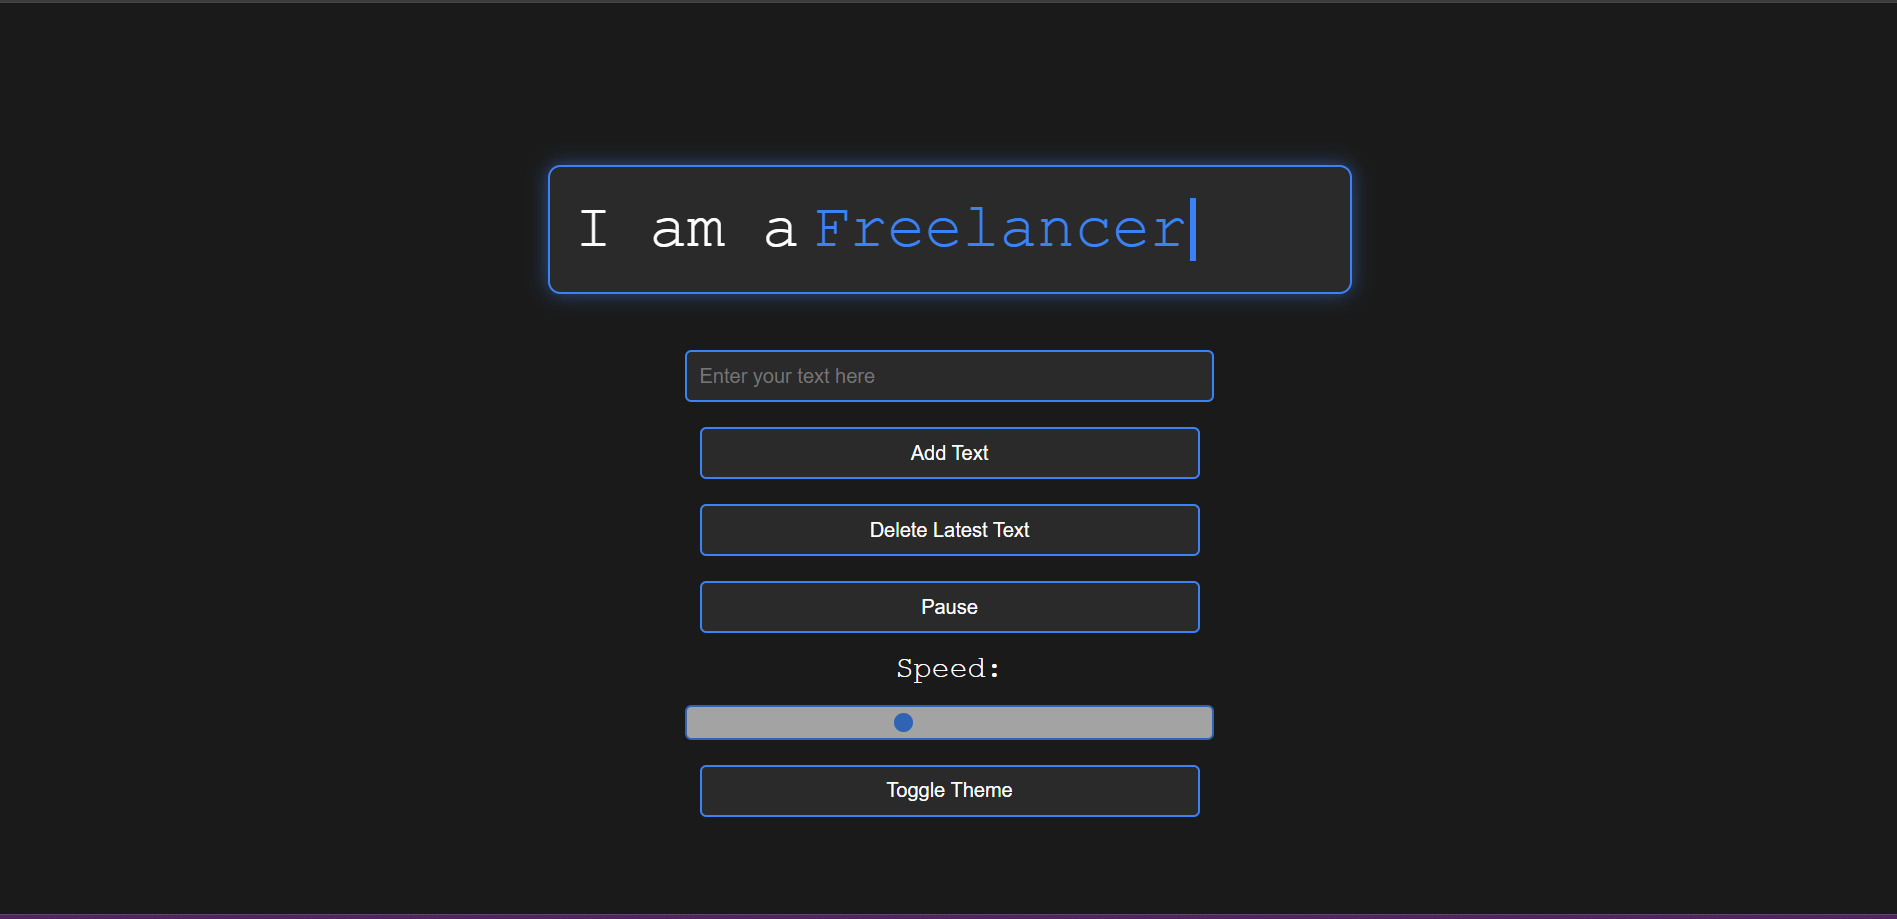 I am a Freelancer
Enter your text here
Add Text
Delete Latest Text
Pause
Speed:
Toggle Theme